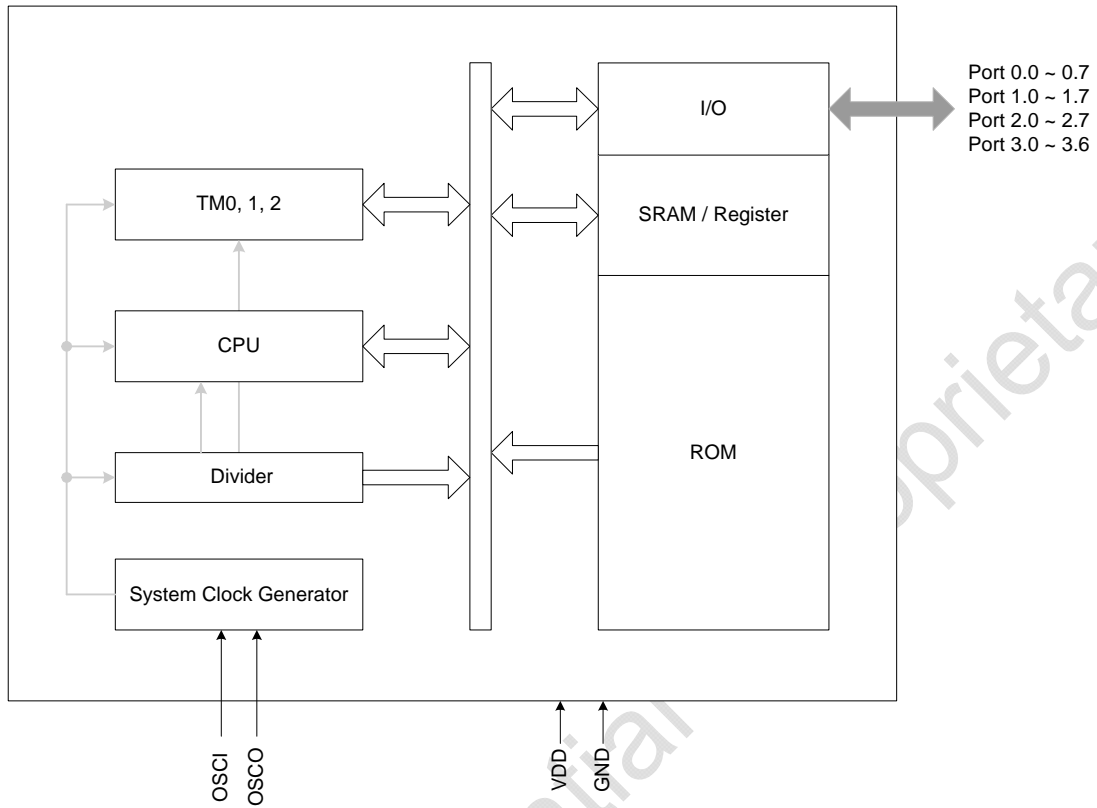 Port 0.0 ~ 0.7
Port 1.0 ~ 1.7
Port 2.0 ~ 2.7
Port 3.0 ~ 3.6
I/O
TM0, 1, 2
SRAM / Register
CPU
ROM
Divider
System Clock Generator
OSCI
OSCO
VDD
GND